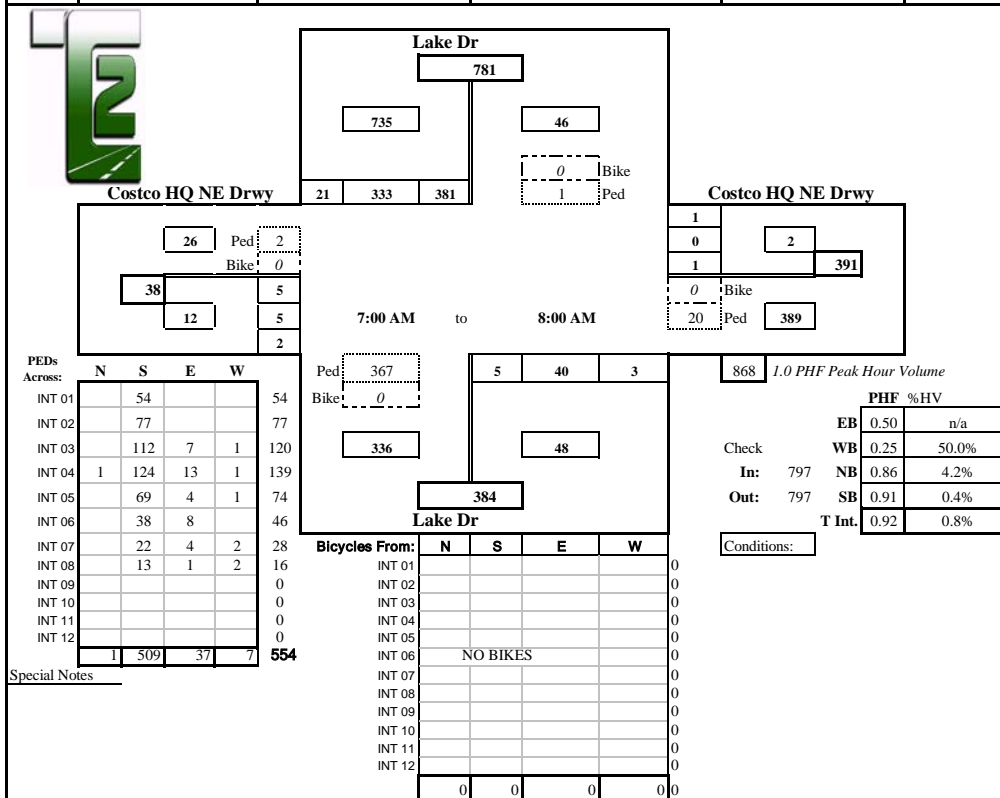 T2
Lake Dr
781
735 46
0 Bike
1 Ped
Costco HQ NE Drwy
21 333 381
Costco HQ NE Drwy
26 Ped 2
Bike 0
38 5
12 5
2
1
0 2
1 391
0 Bike
20 Ped 389
7:00 AM to 8:00 AM
Ped 367
Bike 0
5 40 3
336 48
384
Lake Dr
868 1.0 PHF Peak Hour Volume
PHF %HV
EB 0.50 n/a
Check WB 0.25 50.0%
In: 797 NB 0.86 4.2%
Out: 797 SB 0.91 0.4%
T Int. 0.92 0.8%
Conditions:
PEDs
Across: N S E W
INT 01 54 54
INT 02 77 77
INT 03 112 7 1 120
INT 04 1 124 13 1 139
INT 05 69 4 1 74
INT 06 38 8 46
INT 07 22 4 2 28
INT 08 13 1 2 16
INT 09 0
INT 10 0
INT 11 0
INT 12 0
1 509 37 7 554
Special Notes
Bicycles From: N S E W
INT 01 0
INT 02 0
INT 03 0
INT 04 0
INT 05 0
INT 06 NO BIKES 0
INT 07 0
INT 08 0
INT 09 0
INT 10 0
INT 11 0
INT 12 0
0 0 0 0 0